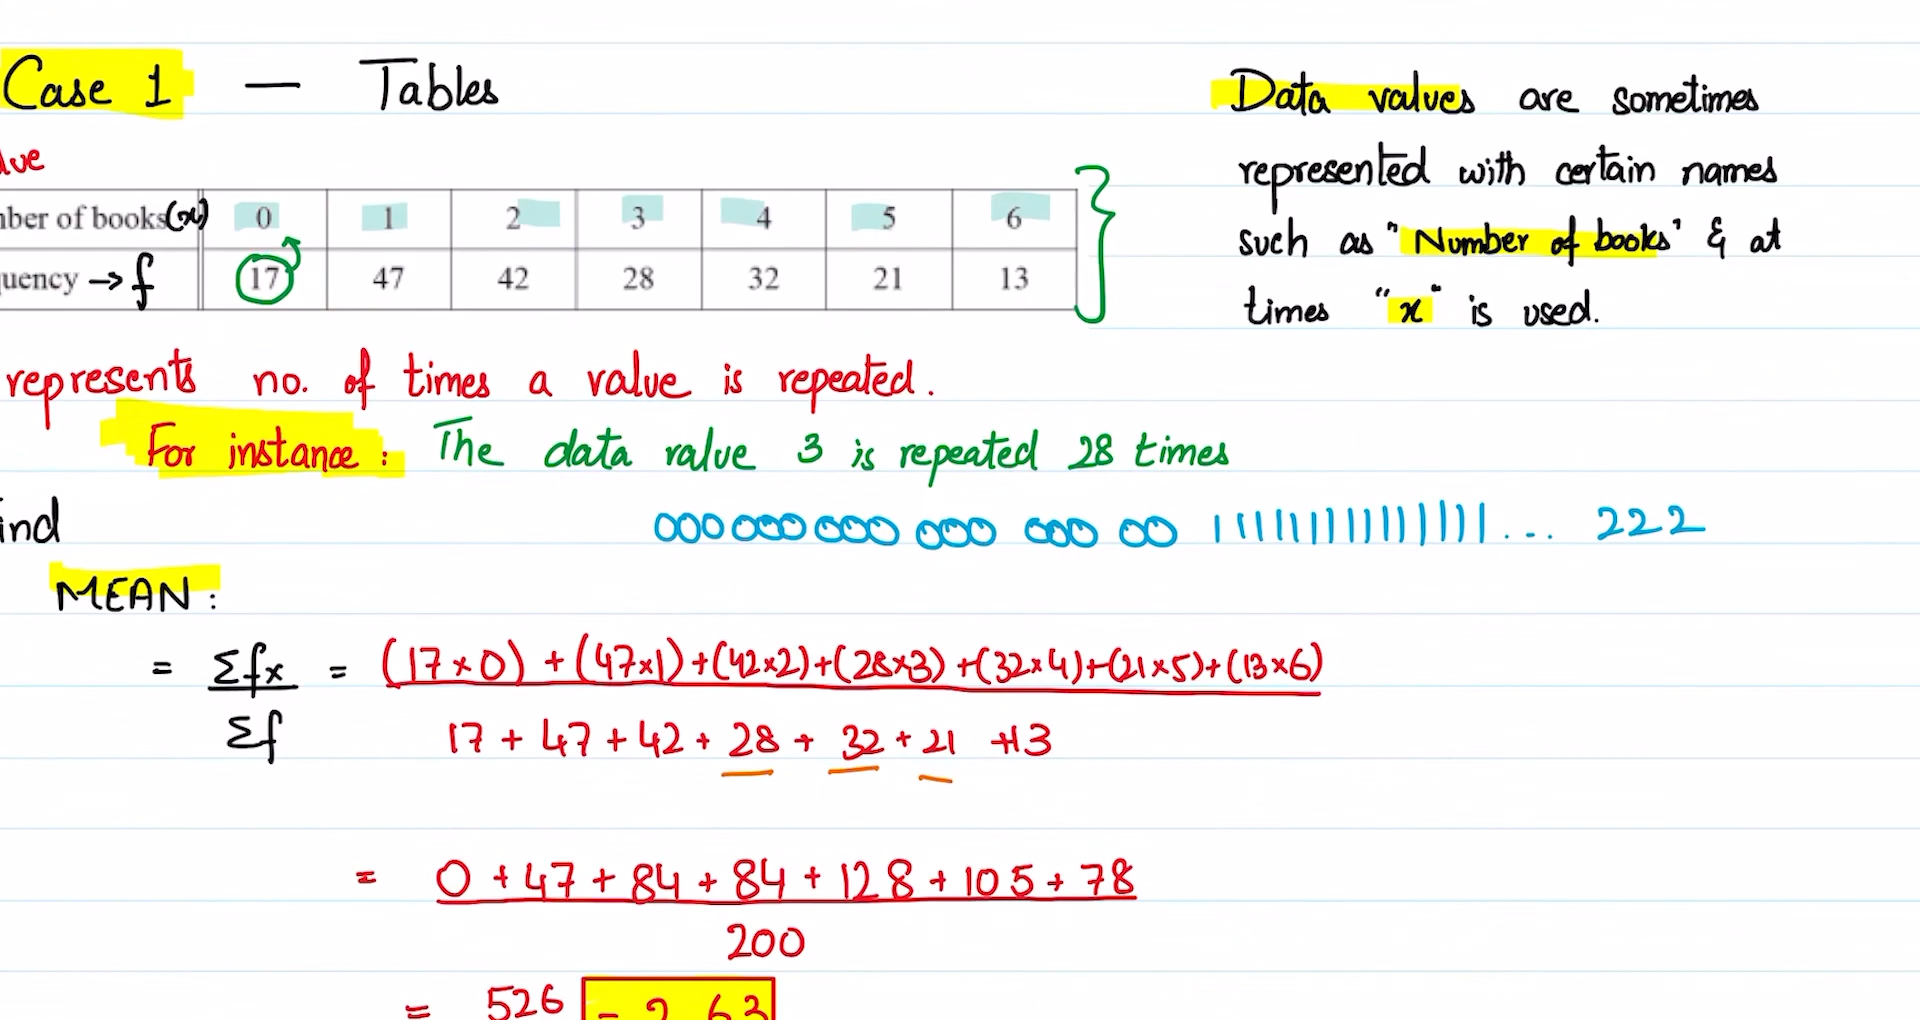 Case 1 — Tables
lue
nber of books (x) 0 1 2 3 4 5 6
quency → f 17 47 42 28 32 21 13
Data values are sometimes
represented with certain names
such as "Number of books" & at
times "x" is used.
represents no. of times a value is repeated.
For instance: The data value 3 is repeated 28 times
ind
000 000 000 000 000 00 ||||||||||||||||... 222
MEAN:
= Σfx/Σf = (17×0) + (47×1)+(42×2)+(28×3)+(32×4)+(21×5)+(13×6)
17 + 47 + 42 + 28 + 32 + 21 +13
= 0 + 47 + 84 + 84 + 128 + 105 + 78
200
= 526 = 2.63